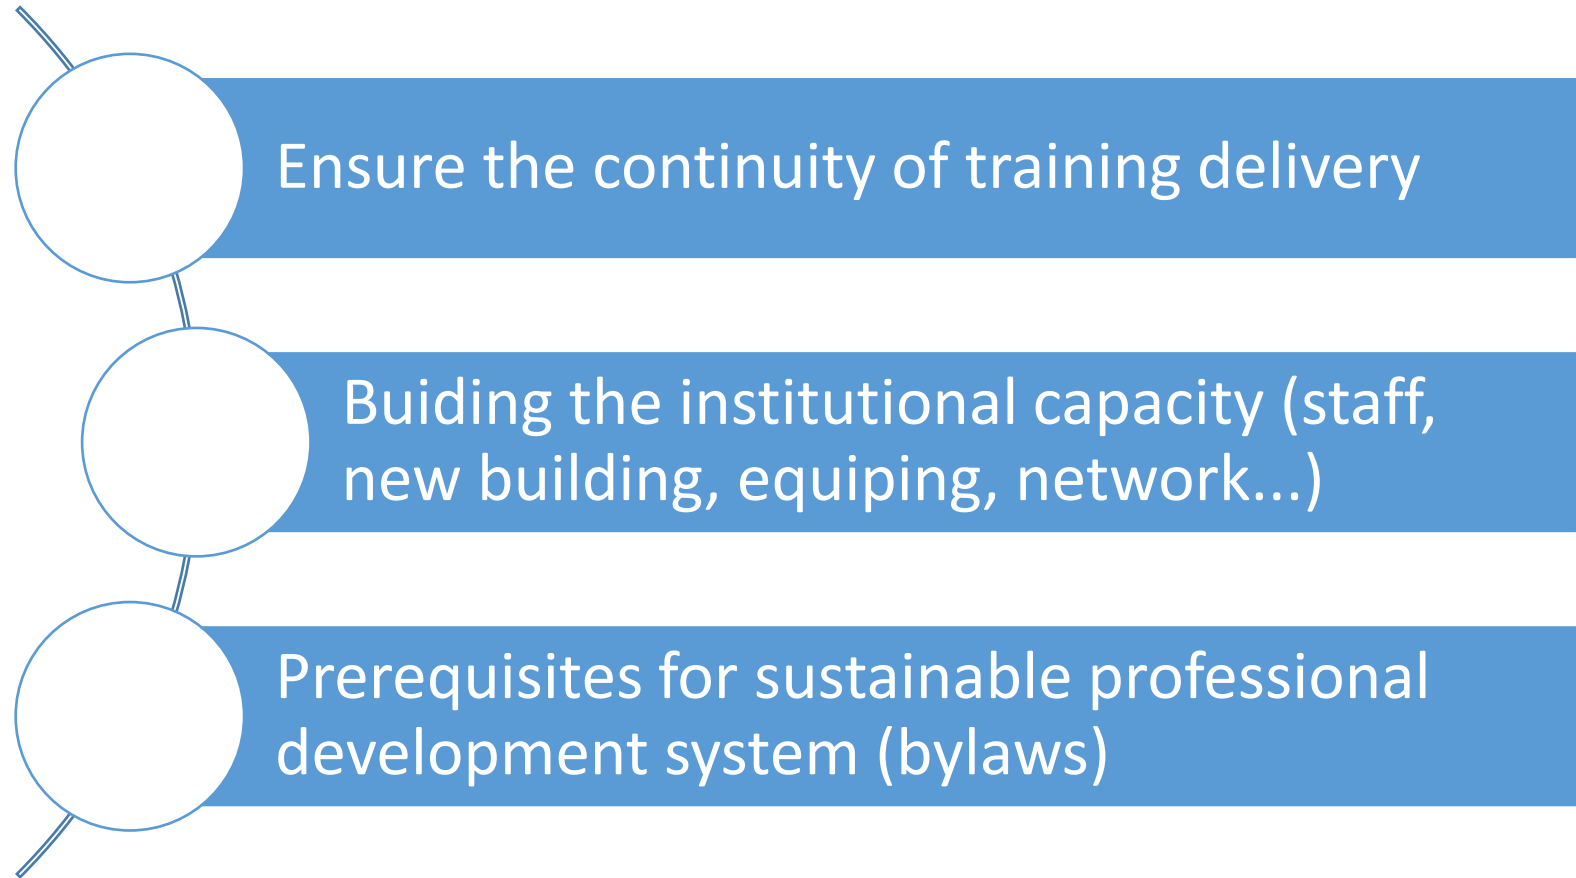 Ensure the continuity of training delivery
Buiding the institutional capacity (staff,
new building, equiping, network...)
Prerequisites for sustainable professional
development system (bylaws)